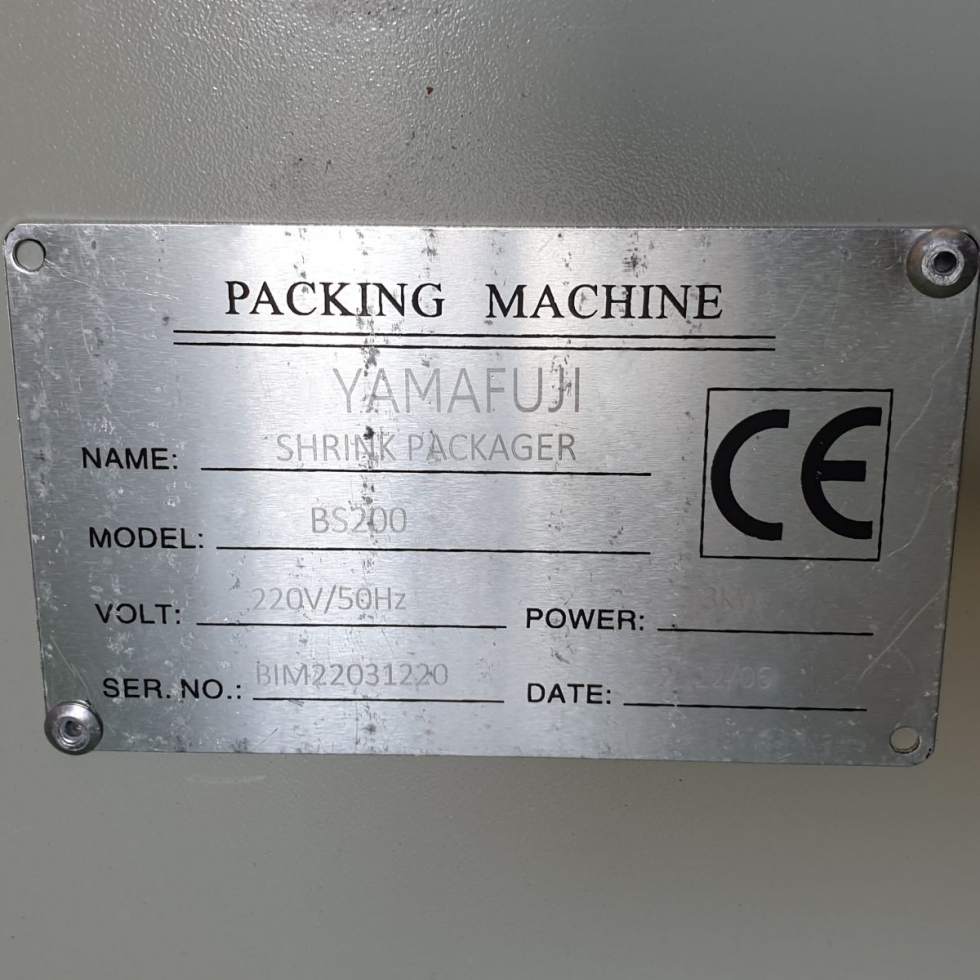 PACKING MACHINE
YAMAFUJI
NAME: SHRINK PACKAGER
CE
MODEL: BS200
VOLT: 220V/50Hz POWER:
SER. NO.: BIM22031220 DATE: